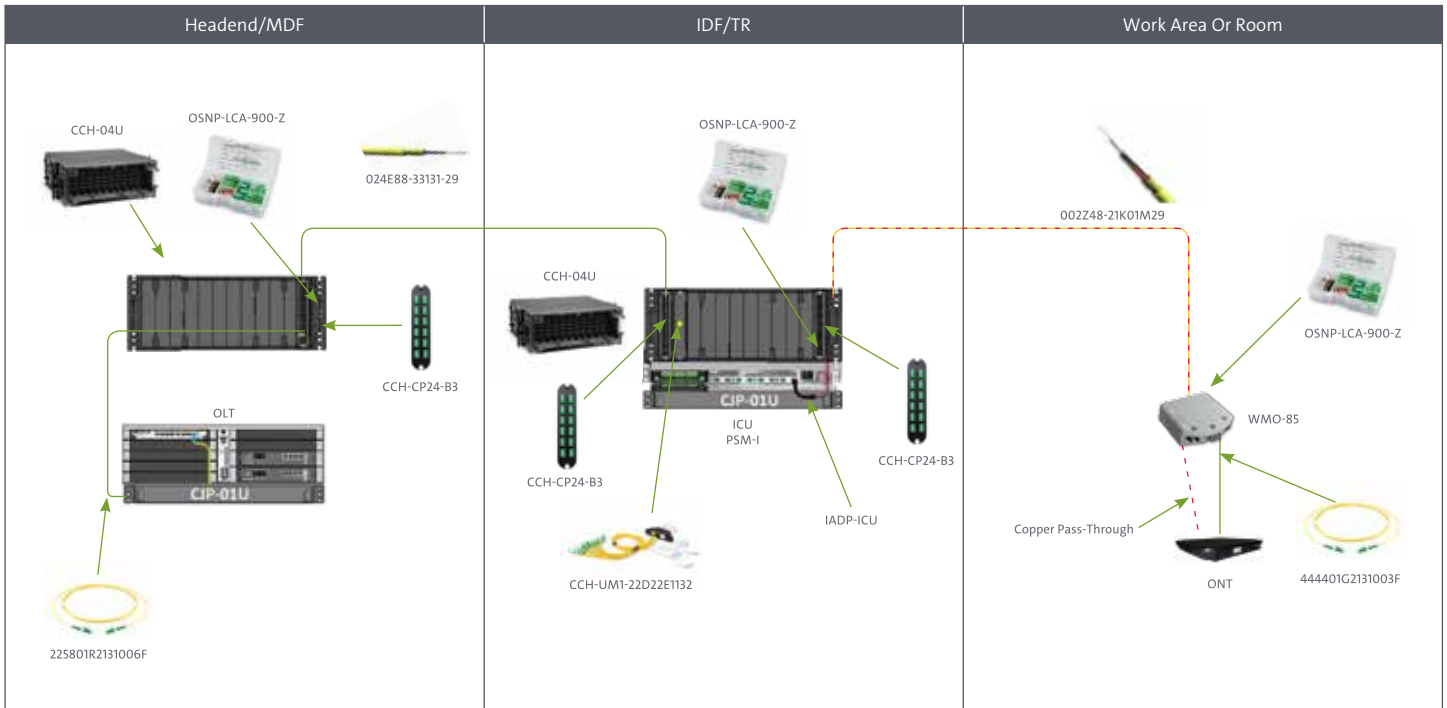 Headend/MDF
IDF/TR
Work Area Or Room
CCH-04U
OSNP-LCA-900-Z
024E88-33131-29
CCH-CP24-B3
OLT
CJP-01U
225801R2131006F
OSNP-LCA-900-Z
CCH-04U
CJP-01U
ICU
PSM-I
CCH-CP24-B3
CCH-CP24-B3
IADP-ICU
CCH-UM1-22D22E1132
002Z48-21K01M29
OSNP-LCA-900-Z
WMO-85
Copper Pass-Through
ONT
444401G2131003F